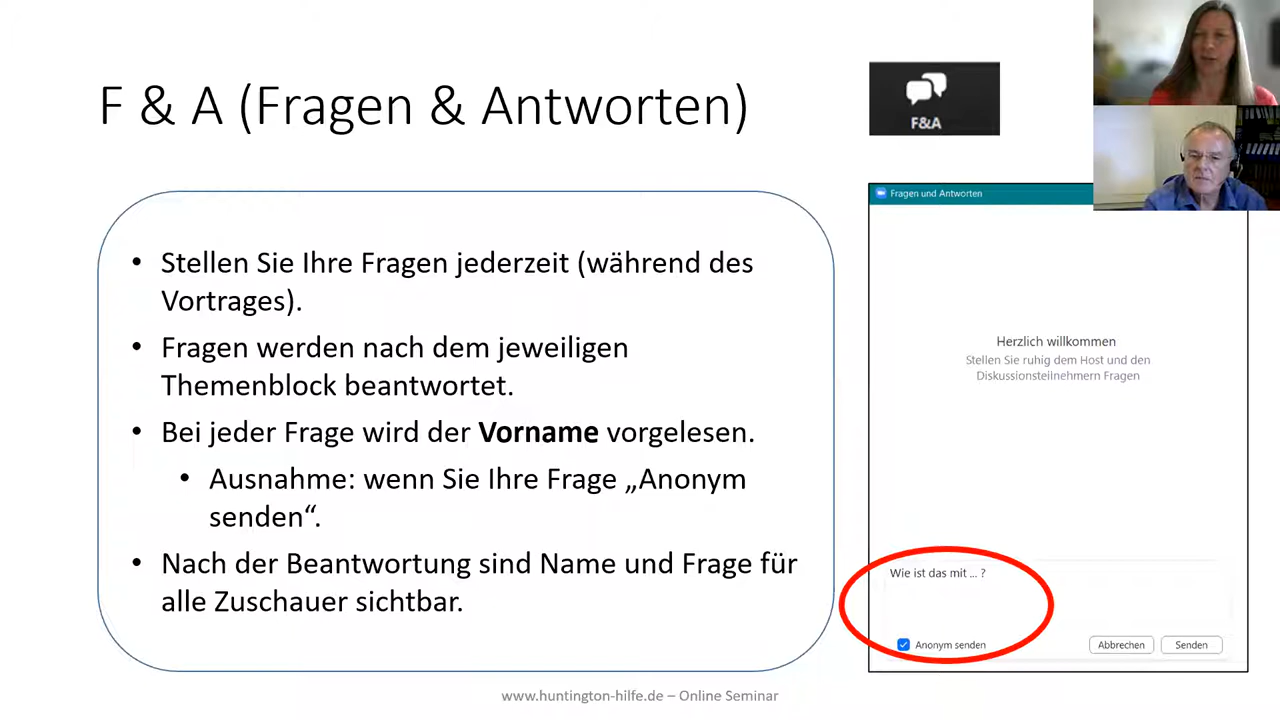 F & A (Fragen & Antworten)
F&A
• Stellen Sie Ihre Fragen jederzeit (während des
Vortrages).
• Fragen werden nach dem jeweiligen
Themenblock beantwortet.
• Bei jeder Frage wird der Vorname vorgelesen.
• Ausnahme: wenn Sie Ihre Frage „Anonym
senden“.
• Nach der Beantwortung sind Name und Frage für
alle Zuschauer sichtbar.
Fragen und Antworten
Herzlich willkommen
Stellen Sie ruhig dem Host und den
Diskussionsteilnehmern Fragen
Wie ist das mit ... ?
Anonym senden
Abbrechen
Senden
www.huntington-hilfe.de – Online Seminar